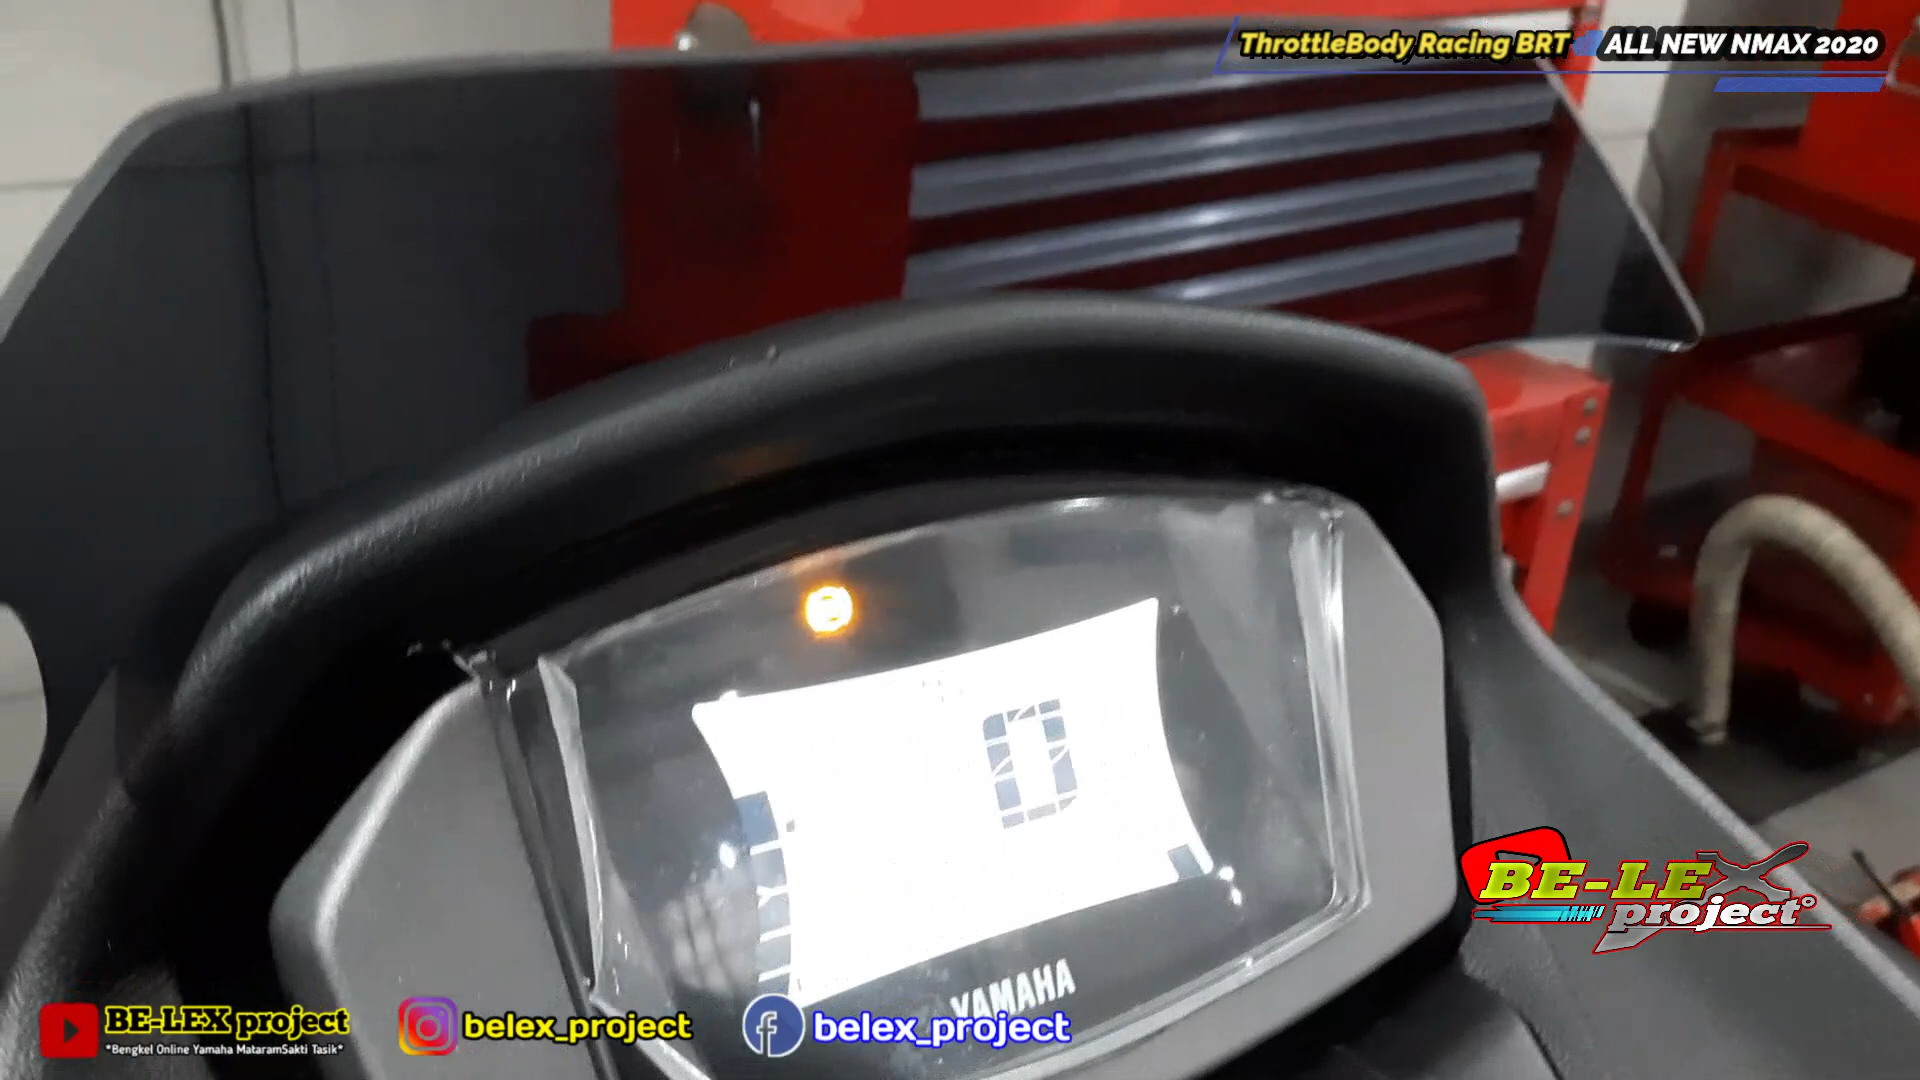 ThrottleBody Racing BRT ALL NEW NMAX 2020
0
YAMAHA
BE-LEX
project
BE-LEX project
*Bengkel Online Yamaha MataramSakti Tasik*
belex_project
belex_project